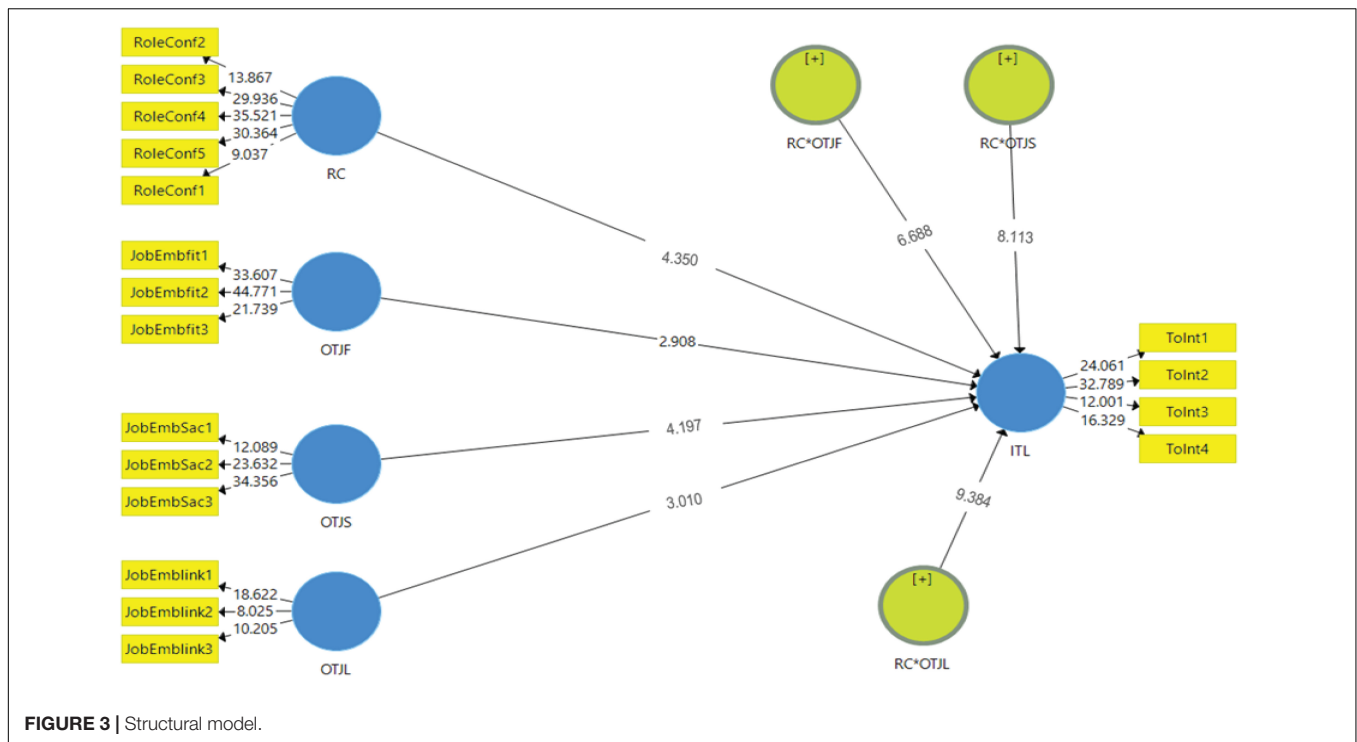 RoleConf2
RoleConf3
RoleConf4
RoleConf5
RoleConf1
13.867
29.936
35.521
30.364
9.037
RC
JobEmbfit1
JobEmbfit2
JobEmbfit3
33.607
44.771
21.739
OTJF
JobEmbSac1
JobEmbSac2
JobEmbSac3
12.089
23.632
34.356
OTJS
JobEmblink1
JobEmblink2
JobEmblink3
18.622
8.025
10.205
OTJL
4.350
2.908
4.197
3.010
[+]
RC*OTJF
6.688
[+]
RC*OTJS
8.113
ITL
24.061
32.789
12.001
16.329
ToInt1
ToInt2
ToInt3
ToInt4
9.384
[+]
RC*OTJL
FIGURE 3 | Structural model.